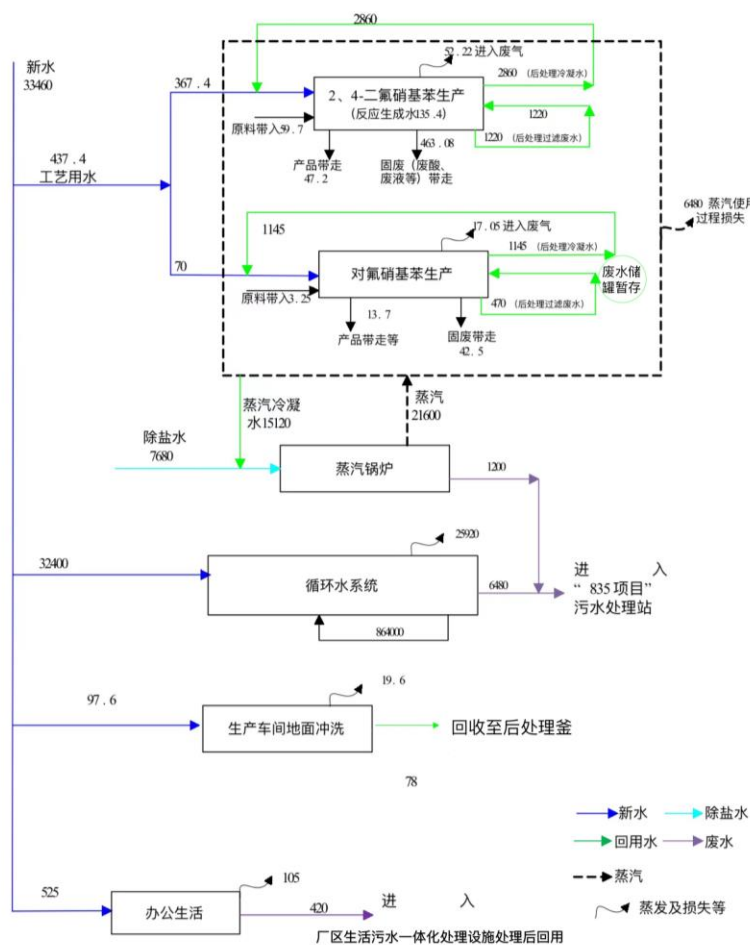 2860
新水
33460
52.22 进入废气
367.4
2860 （后处理冷凝水）
2、4-二氟硝基苯生产
（反应生成水135.4）
1220
原料带入59.7
463.08
1220 （后处理过滤废水）
437.4
工艺用水
产品带走
47.2
固废（废酸、
废液等）带走
6480 蒸汽使用
过程损失
17.05 进入废气
1145
1145 （后处理冷凝水）
70
对氟硝基苯生产
废水储
罐暂存
原料带入3.25
470 （后处理过滤废水）
13.7
产品带走等
固废带走
42.5
蒸汽冷凝
水15120
蒸汽
21600
除盐水
7680
蒸汽锅炉
1200
25920
32400
循环水系统
6480
进 入
“ 835 项目”
污水处理站
864000
19.6
97.6
生产车间地面冲洗
回收至后处理釜
78
新水
除盐水
回用水
废水
蒸汽
105
525
办公生活
420
进 入
蒸发及损失等
厂区生活污水一体化处理设施处理后回用